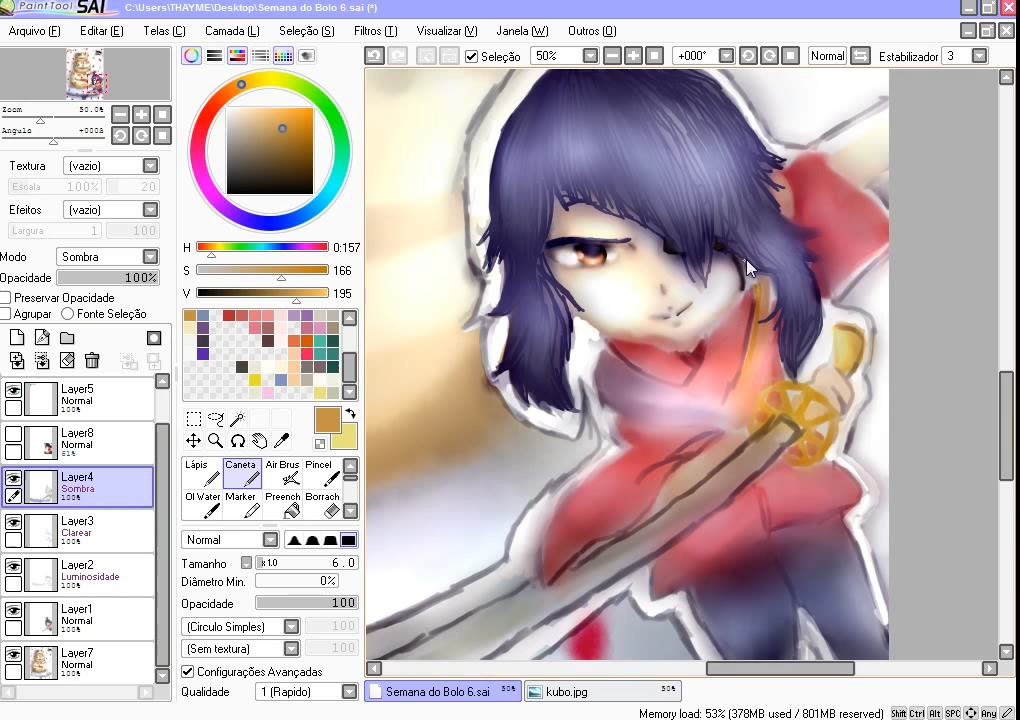 PaintTool SAI C:\Users\THAYME\Desktop\Semana do Bolo 6.sai (*)
Arquivo (F) Editar (E) Telas (C) Camada (L) Seleção (S) Filtros (T) Visualizar (V) Janela (W) Outros (O)
Seleção 50% +000° Normal Estabilizador 3
Zoom 50.0%
Angulo +000°
Textura (vazio)
Escala 100% 20
Efeitos (vazio)
Largura 1 100
Modo Sombra
Opacidade 100%
Preservar Opacidade
Agrupar Fonte Seleção
Layer5
Normal
100%
Layer8
Normal
61%
Layer4
Sombra
100%
Layer3
Clarear
100%
Layer2
Luminosidade
100%
Layer1
Normal
100%
Layer7
Normal
100%
H 0:157
S 166
V 195
Lápis Caneta Air Brus Pincel
Ol Water Marker Preench Borrach
Normal
Tamanho x1.0 6.0
Diâmetro Min. 0%
Opacidade 100
(Circulo Simples) 100
(Sem textura) 100
Configurações Avançadas
Qualidade 1 (Rapido)
Semana do Bolo 6.sai 50% kubo.jpg 50%
Memory load: 53% (378MB used / 801MB reserved) Shift Ctrl Alt SPC Any